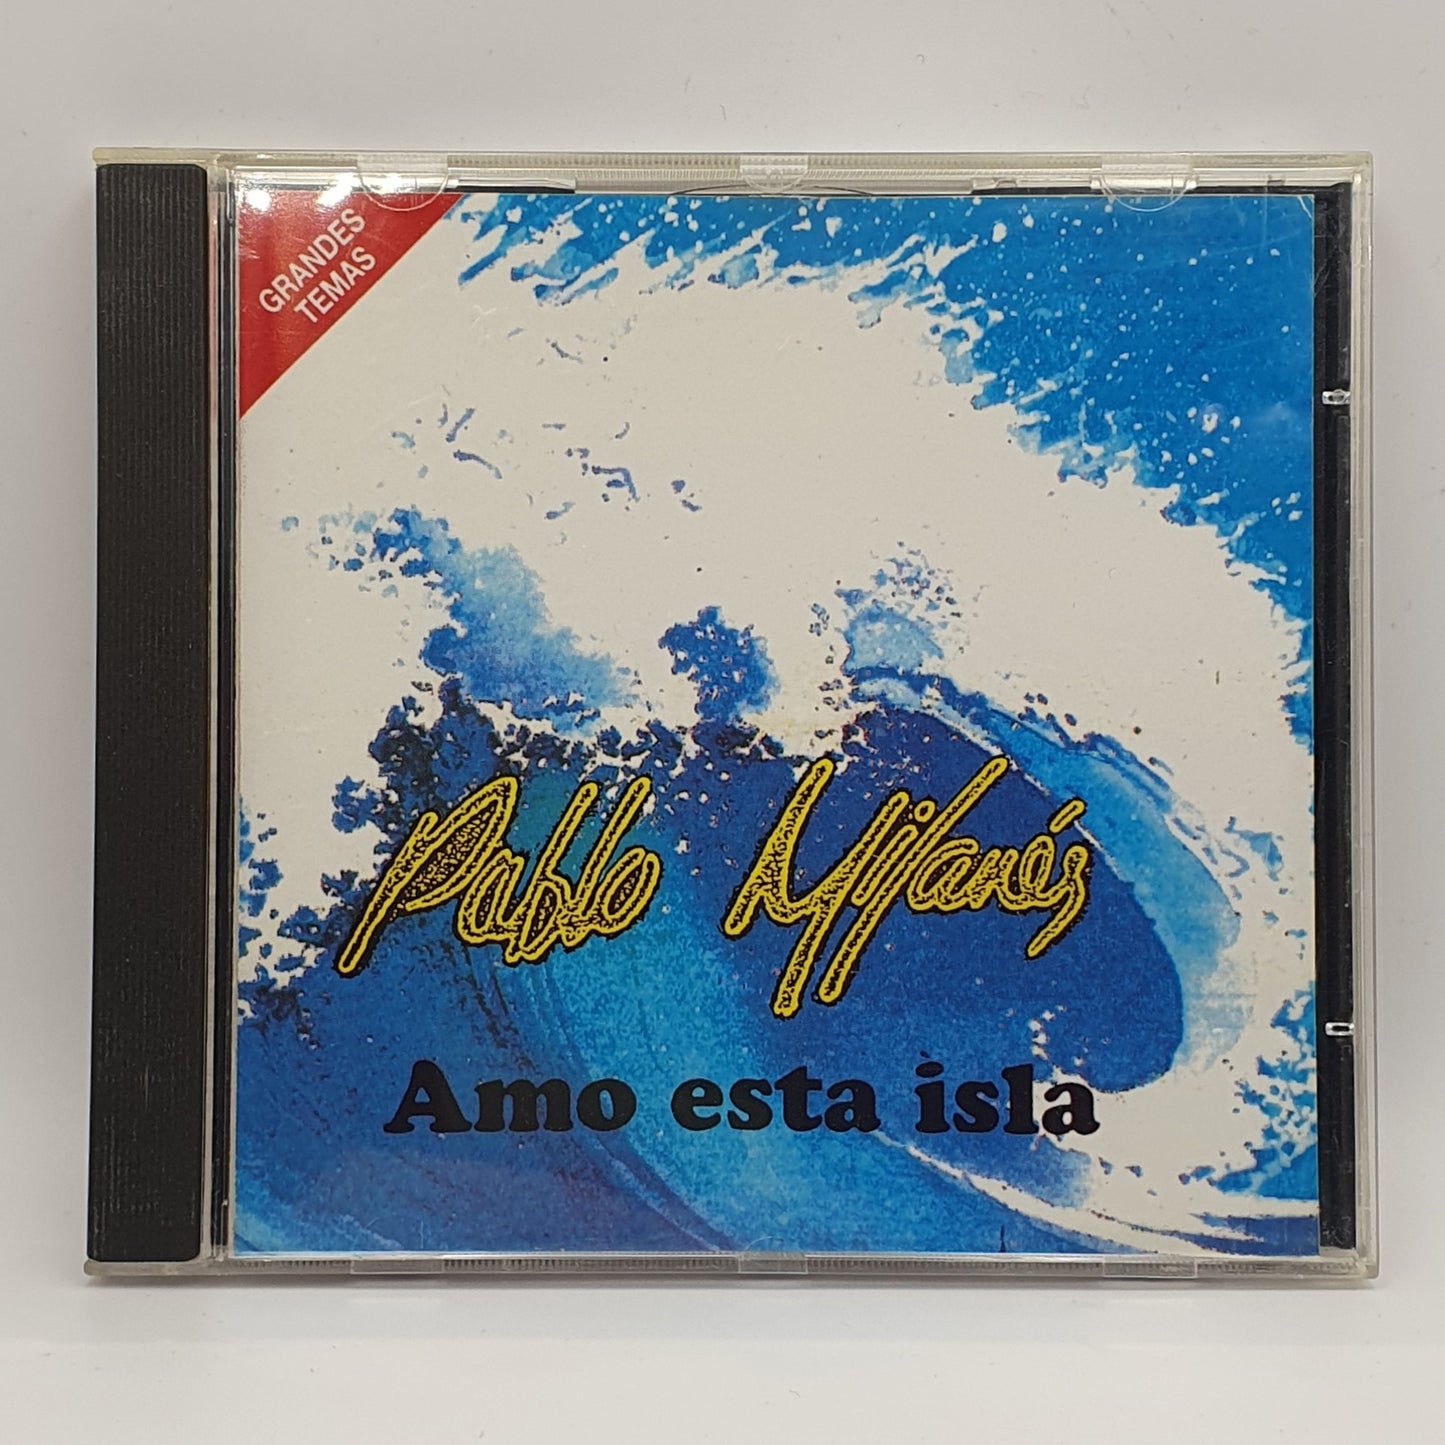 GRANDES
TEMAS
Pablo Milanés
Amo esta isla